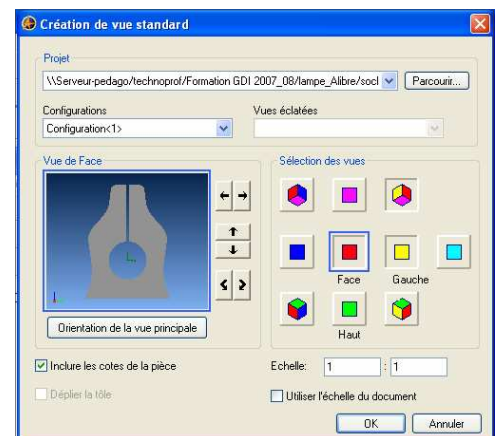 Création de vue standard
Projet
\\Serveur-pedago/technoprof/Formation GDI 2007_08/lampe_Alibre/socl
Parcourir...
Configurations
Vues éclatées
Configuration<1>
Vue de Face
Sélection des vues
Face
Gauche
Haut
Orientation de la vue principale
Inclure les cotes de la pièce
Echelle:
1
:
1
Déplier la tôle
Utiliser l'échelle du document
OK
Annuler